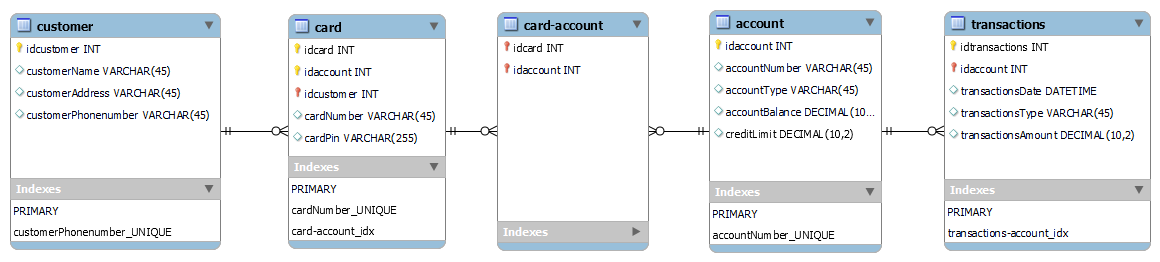 customer
idcustomer INT
customerName VARCHAR(45)
customerAddress VARCHAR(45)
customerPhonenumber VARCHAR(45)
Indexes
PRIMARY
customerPhonenumber_UNIQUE
card
idcard INT
idaccount INT
idcustomer INT
cardNumber VARCHAR(45)
cardPin VARCHAR(255)
Indexes
PRIMARY
cardNumber_UNIQUE
card-account_idx
card-account
idcard INT
idaccount INT
Indexes
account
idaccount INT
accountNumber VARCHAR(45)
accountType VARCHAR(45)
accountBalance DECIMAL(10...
creditLimit DECIMAL(10,2)
Indexes
PRIMARY
accountNumber_UNIQUE
transactions
idtransactions INT
idaccount INT
transactionsDate DATETIME
transactionsType VARCHAR(45)
transactionsAmount DECIMAL(10,2)
Indexes
PRIMARY
transactions-account_idx